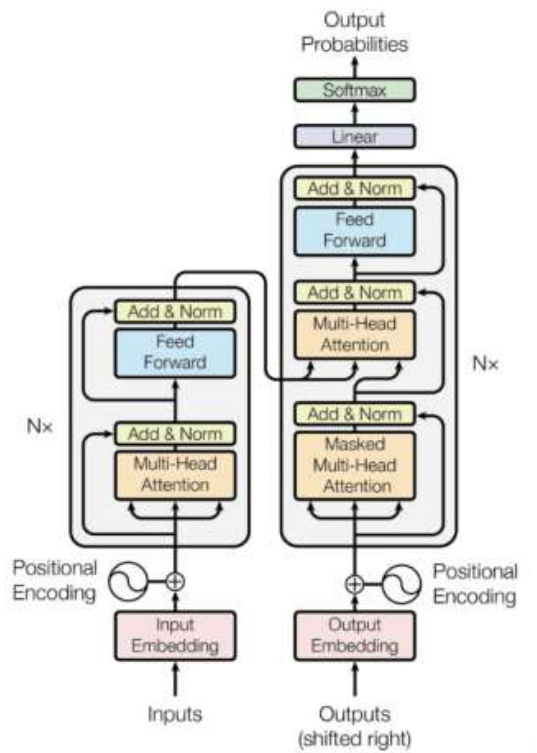 Output
Probabilities
Softmax
Linear
Add & Norm
Feed
Forward
Add & Norm
Multi-Head
Attention
Add & Norm
Masked
Multi-Head
Attention
Nx
Add & Norm
Feed
Forward
Add & Norm
Multi-Head
Attention
Nx
Positional
Encoding
Positional
Encoding
Input
Embedding
Output
Embedding
Inputs
Outputs
(shifted right)